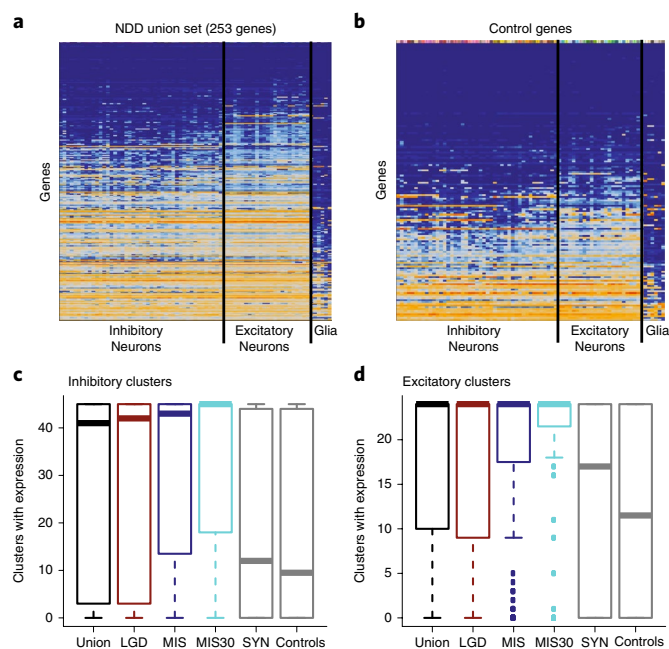 a
NDD union set (253 genes)
Genes
Inhibitory
Neurons
Excitatory
Neurons
Glia
b
Control genes
Genes
Inhibitory
Neurons
Excitatory
Neurons
Glia
c
Inhibitory clusters
Clusters with expression
40
30
20
10
0
Union LGD MIS MIS30 SYN Controls
d
Excitatory clusters
Clusters with expression
20
15
10
5
0
Union LGD MIS MIS30 SYN Controls